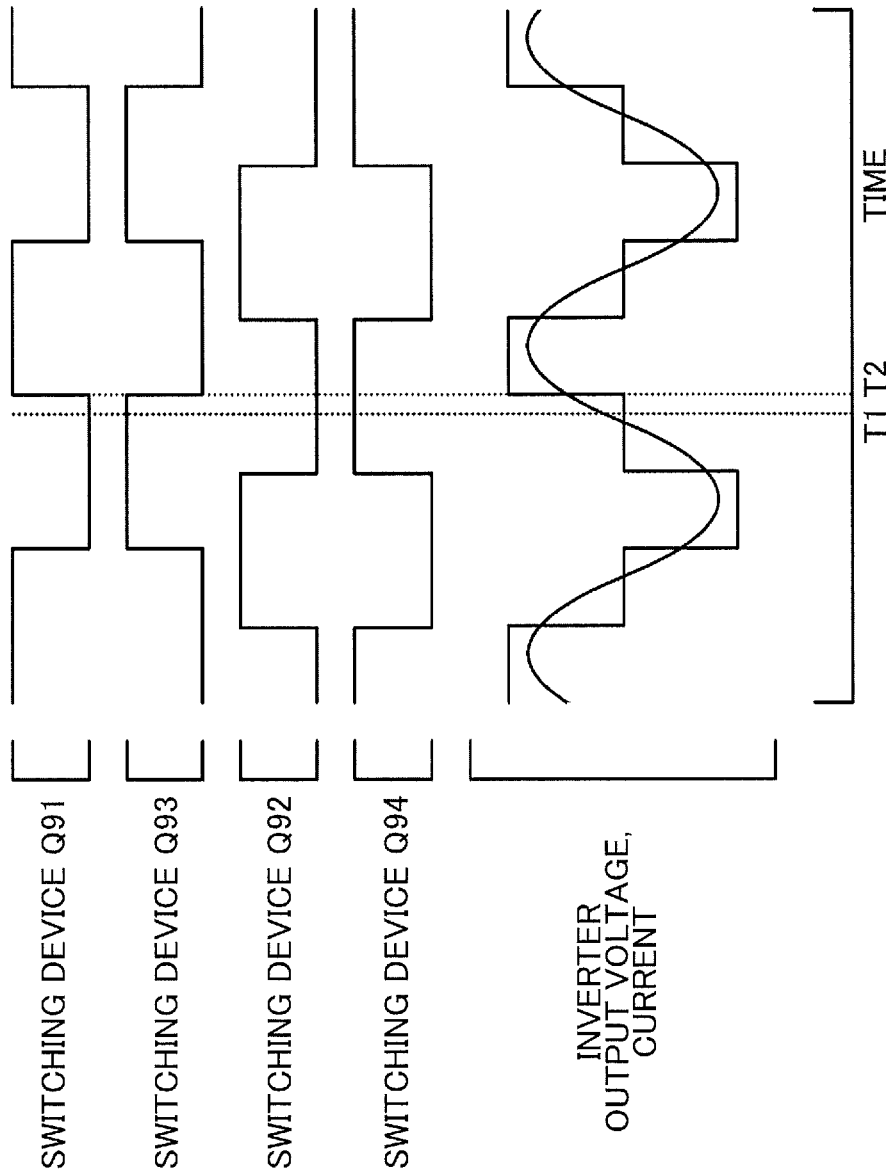 SWITCHING DEVICE Q91
SWITCHING DEVICE Q93
SWITCHING DEVICE Q92
SWITCHING DEVICE Q94
INVERTER
OUTPUT VOLTAGE,
CURRENT
T1 T2
TIME